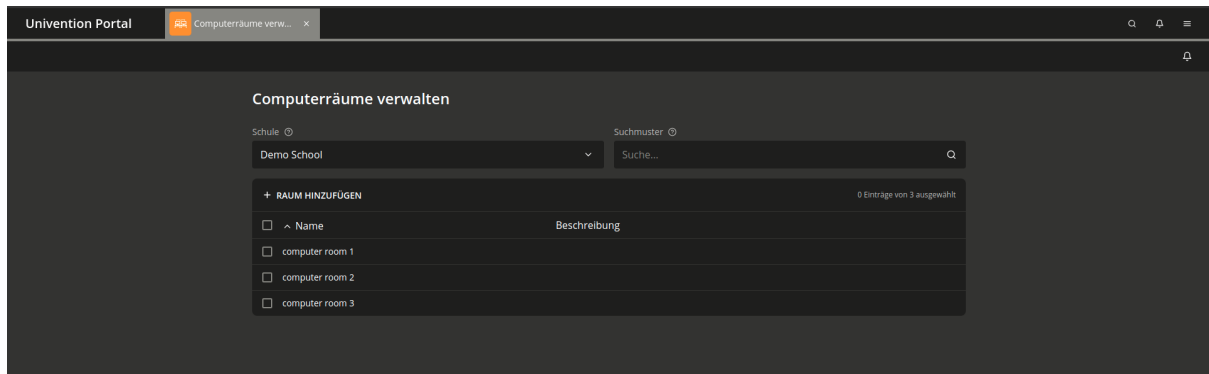 Univention Portal
Computerräume verw...
Computerräume verwalten
Schule
Suchmuster
Demo School
Suche...
+ RAUM HINZUFÜGEN
0 Einträge von 3 ausgewählt
Name
Beschreibung
computer room 1
computer room 2
computer room 3